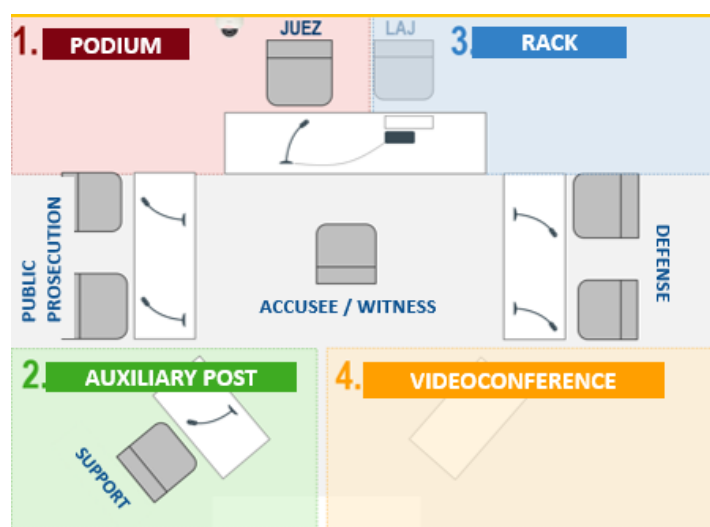 JUEZ
LAJ
1. PODIUM
3. RACK
PUBLIC
PROSECUTION
ACCUSEE / WITNESS
DEFENSE
2. AUXILIARY POST
4. VIDEOCONFERENCE
SUPPORT